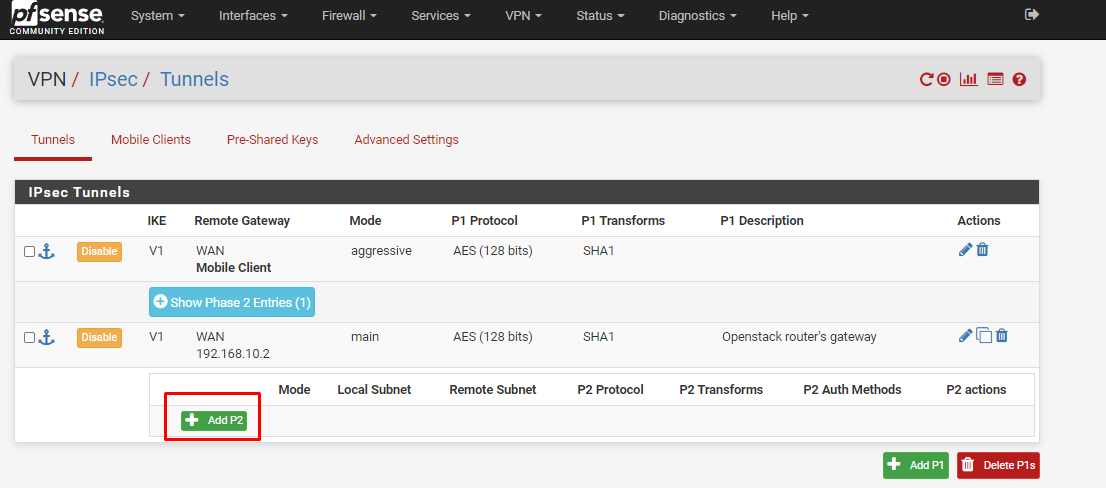 pfsense
COMMUNITY EDITION
System Interfaces Firewall Services VPN Status Diagnostics Help
VPN / IPsec / Tunnels
Tunnels Mobile Clients Pre-Shared Keys Advanced Settings
IPsec Tunnels
IKE Remote Gateway Mode P1 Protocol P1 Transforms P1 Description Actions
Disable V1 WAN aggressive AES (128 bits) SHA1
Mobile Client
Show Phase 2 Entries (1)
Disable V1 WAN main AES (128 bits) SHA1 Openstack router's gateway
192.168.10.2
Mode Local Subnet Remote Subnet P2 Protocol P2 Transforms P2 Auth Methods P2 actions
Add P2
Add P1 Delete P1s